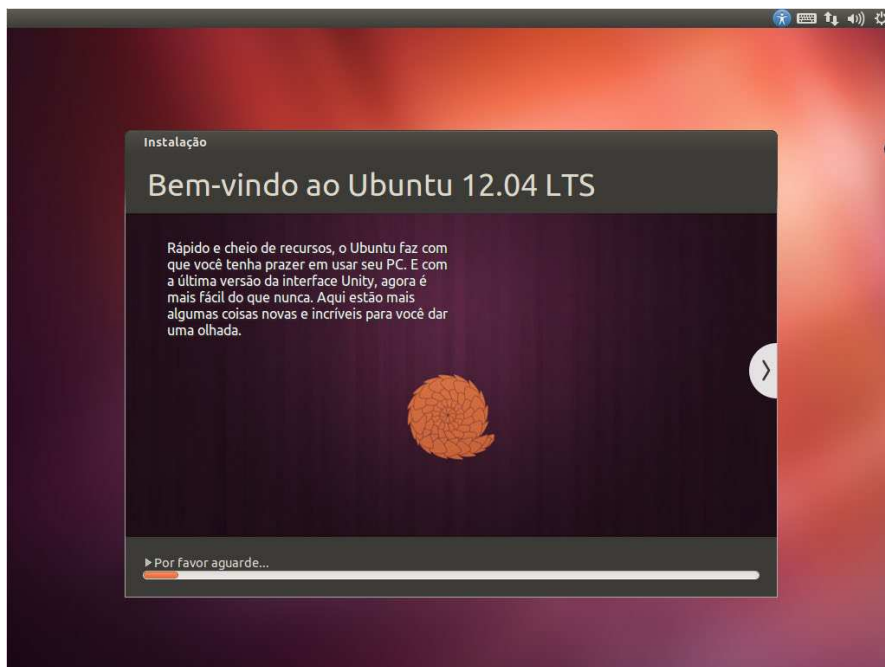 Instalação
Bem-vindo ao Ubuntu 12.04 LTS
Rápido e cheio de recursos, o Ubuntu faz com
que você tenha prazer em usar seu PC. E com
a última versão da interface Unity, agora é
mais fácil do que nunca. Aqui estão mais
algumas coisas novas e incríveis para você dar
uma olhada.
Por favor aguarde...